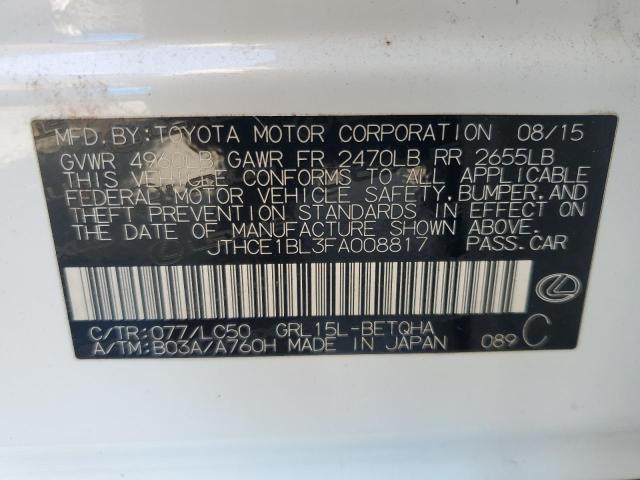 MFD.BY:TOYOTA MOTOR CORPORATION 08/15
GVWR 4960LB GAWR FR 2470LB RR 2655LB
THIS VEHICLE CONFORMS TO ALL APPLICABLE
FEDERAL MOTOR VEHICLE SAFETY,BUMPER,AND
THEFT PREVENTION STANDARDS IN EFFECT ON
THE DATE OF MANUFACTURE SHOWN ABOVE.
JTHCE1BL3FA008817 PASS.CAR
C/TR:077/LC50 GRL15L-BETQHA
A/TM:B03A/A760H MADE IN JAPAN 089 C